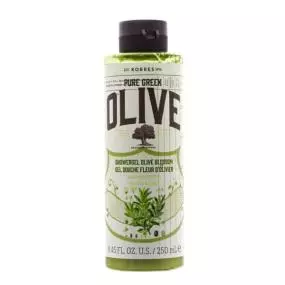 KORRES
PURE GREEK
OLIVE
SHOWERGEL OLIVE BLOSSOM
GEL DOUCHE FLEUR D'OLIVIER
8.45 FL. OZ. U.S. / 250 ml e